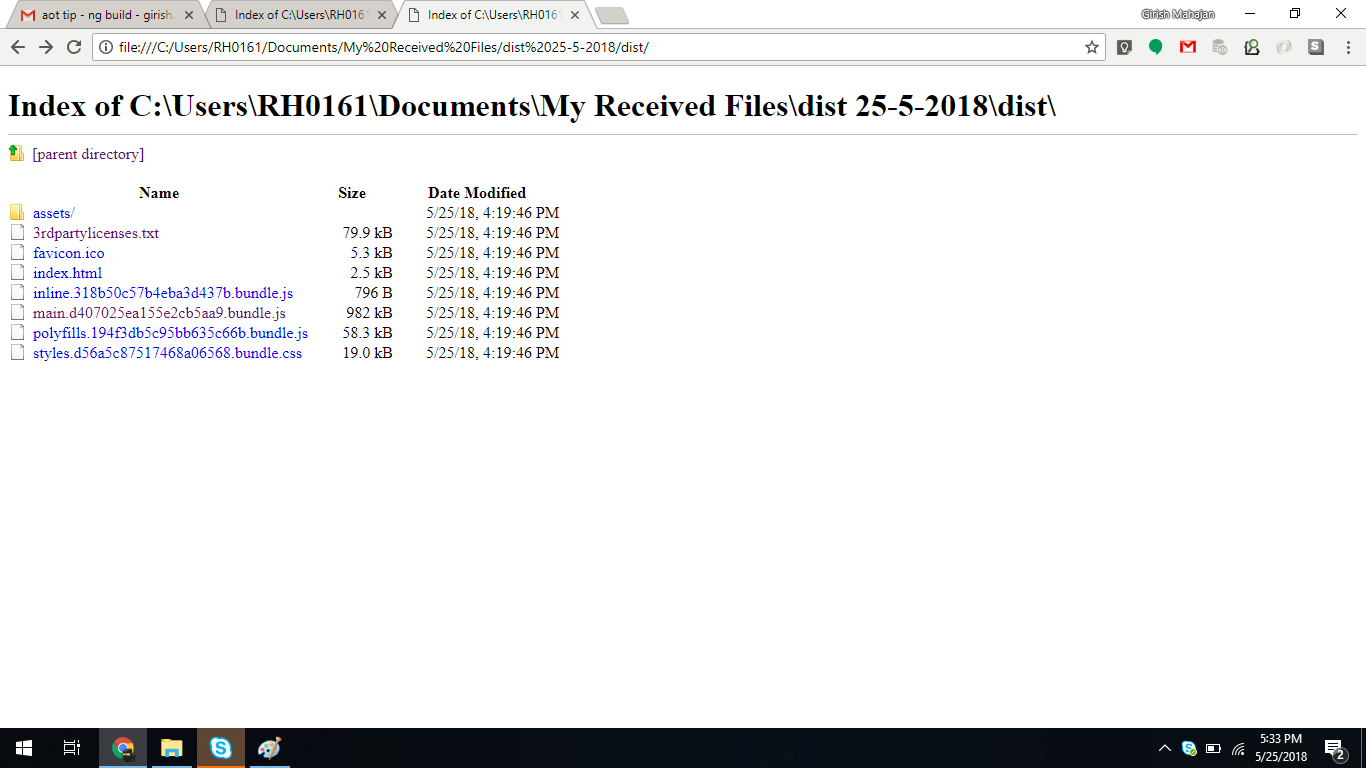 aot tip - ng build - girish.
Index of C:\Users\RH0161
Index of C:\Users\RH0161
Girish Mahajan
file:///C:/Users/RH0161/Documents/My%20Received%20Files/dist%2025-5-2018/dist/
Index of C:\Users\RH0161\Documents\My Received Files\dist 25-5-2018\dist\
[parent directory]
Name Size Date Modified
assets/ 5/25/18, 4:19:46 PM
3rdpartylicenses.txt 79.9 kB 5/25/18, 4:19:46 PM
favicon.ico 5.3 kB 5/25/18, 4:19:46 PM
index.html 2.5 kB 5/25/18, 4:19:46 PM
inline.318b50c57b4eba3d437b.bundle.js 796 B 5/25/18, 4:19:46 PM
main.d407025ea155e2cb5aa9.bundle.js 982 kB 5/25/18, 4:19:46 PM
polyfills.194f3db5c95bb635c66b.bundle.js 58.3 kB 5/25/18, 4:19:46 PM
styles.d56a5c87517468a06568.bundle.css 19.0 kB 5/25/18, 4:19:46 PM
5:33 PM
5/25/2018
2